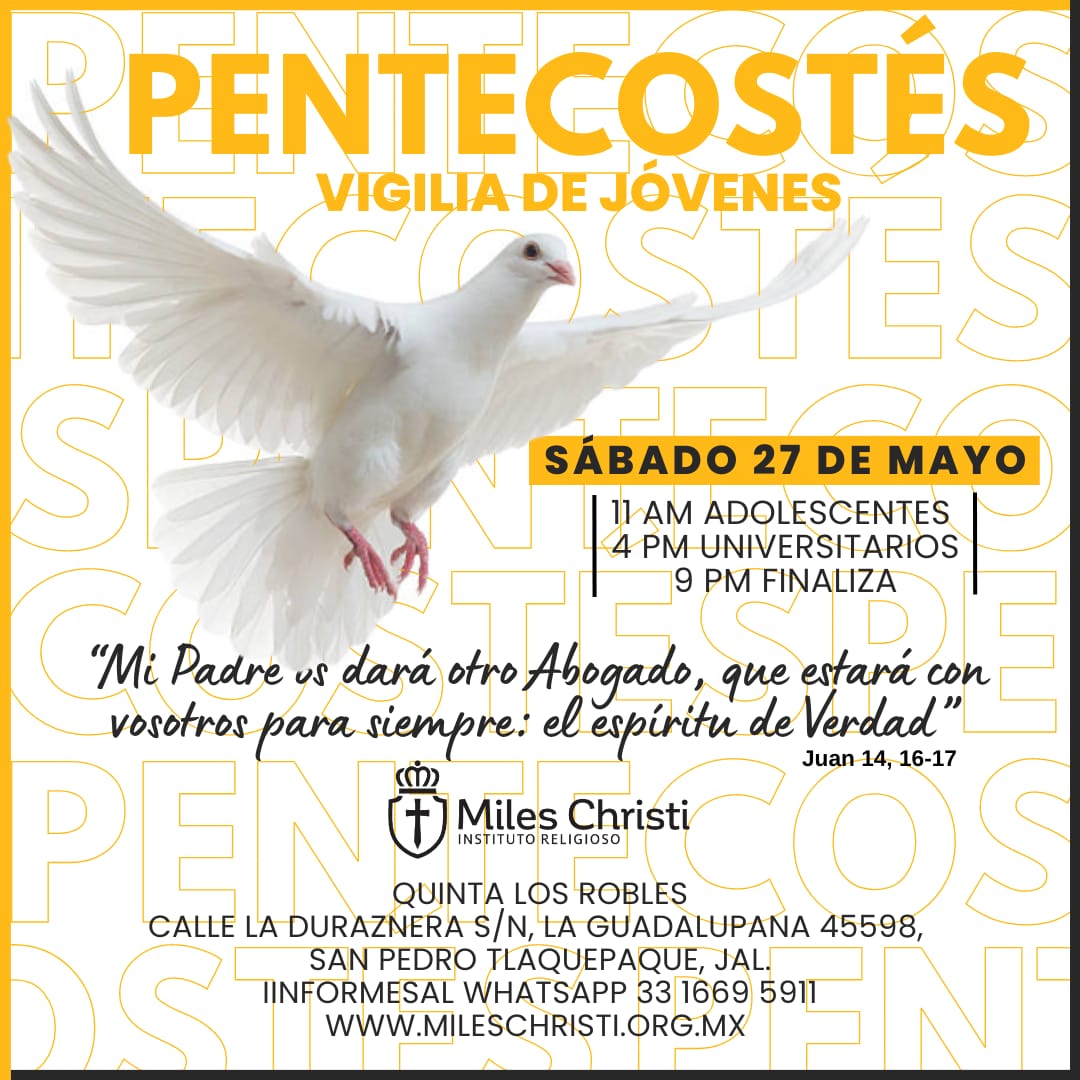 PENTECOSTÉS
VIGILIA DE JÓVENES
SÁBADO 27 DE MAYO
11 AM ADOLESCENTES
4 PM UNIVERSITARIOS
9 PM FINALIZA
“Mi Padre os dará otro Abogado, que estará con
vosotros para siempre: el espíritu de Verdad”
Juan 14, 16-17
Miles Christi
INSTITUTO RELIGIOSO
QUINTA LOS ROBLES
CALLE LA DURAZNERA S/N, LA GUADALUPANA 45598,
SAN PEDRO TLAQUEPAQUE, JAL.
IINFORMESAL WHATSAPP 33 1669 5911
WWW.MILESCHRISTI.ORG.MX